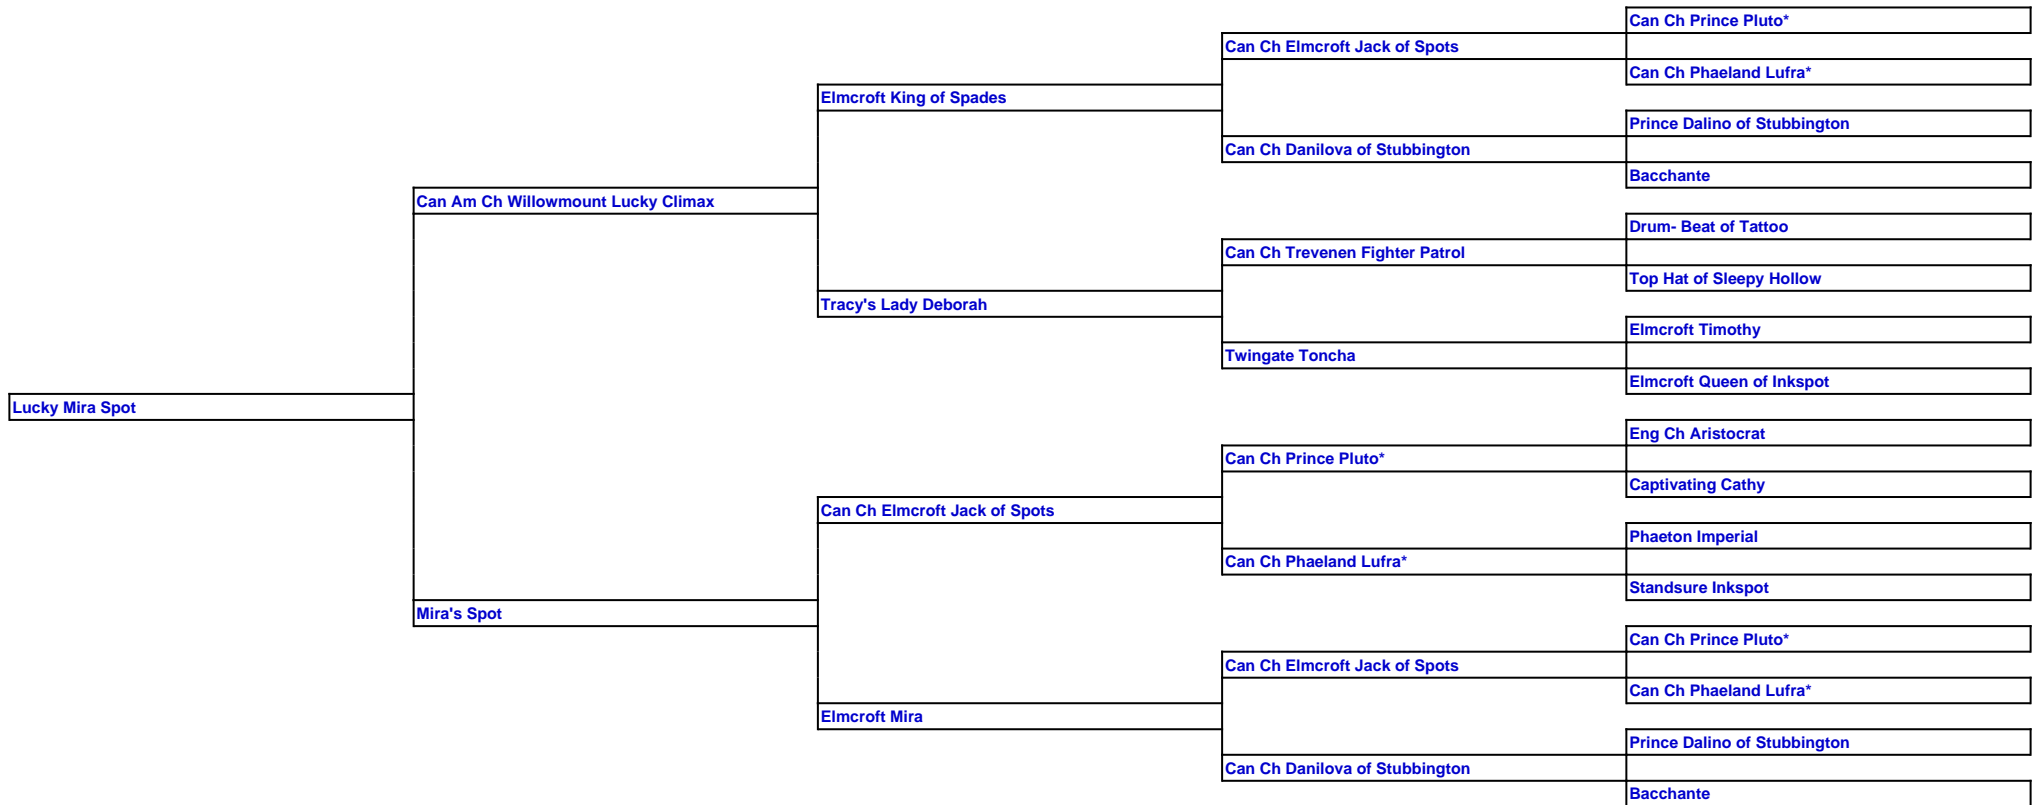 Can Ch Prince Pluto*
Can Ch Elmcroft Jack of Spots
Can Ch Phaeland Lufra*
Elmcroft King of Spades
Prince Dalino of Stubbington
Can Ch Danilova of Stubbington
Bacchante
Can Am Ch Willowmount Lucky Climax
Drum- Beat of Tattoo
Can Ch Trevenen Fighter Patrol
Top Hat of Sleepy Hollow
Tracy's Lady Deborah
Elmcroft Timothy
Twingate Toncha
Elmcroft Queen of Inkspot
Lucky Mira Spot
Eng Ch Aristocrat
Can Ch Prince Pluto*
Captivating Cathy
Can Ch Elmcroft Jack of Spots
Phaeton Imperial
Can Ch Phaeland Lufra*
Standsure Inkspot
Mira's Spot
Can Ch Prince Pluto*
Can Ch Elmcroft Jack of Spots
Can Ch Phaeland Lufra*
Elmcroft Mira
Prince Dalino of Stubbington
Can Ch Danilova of Stubbington
Bacchante